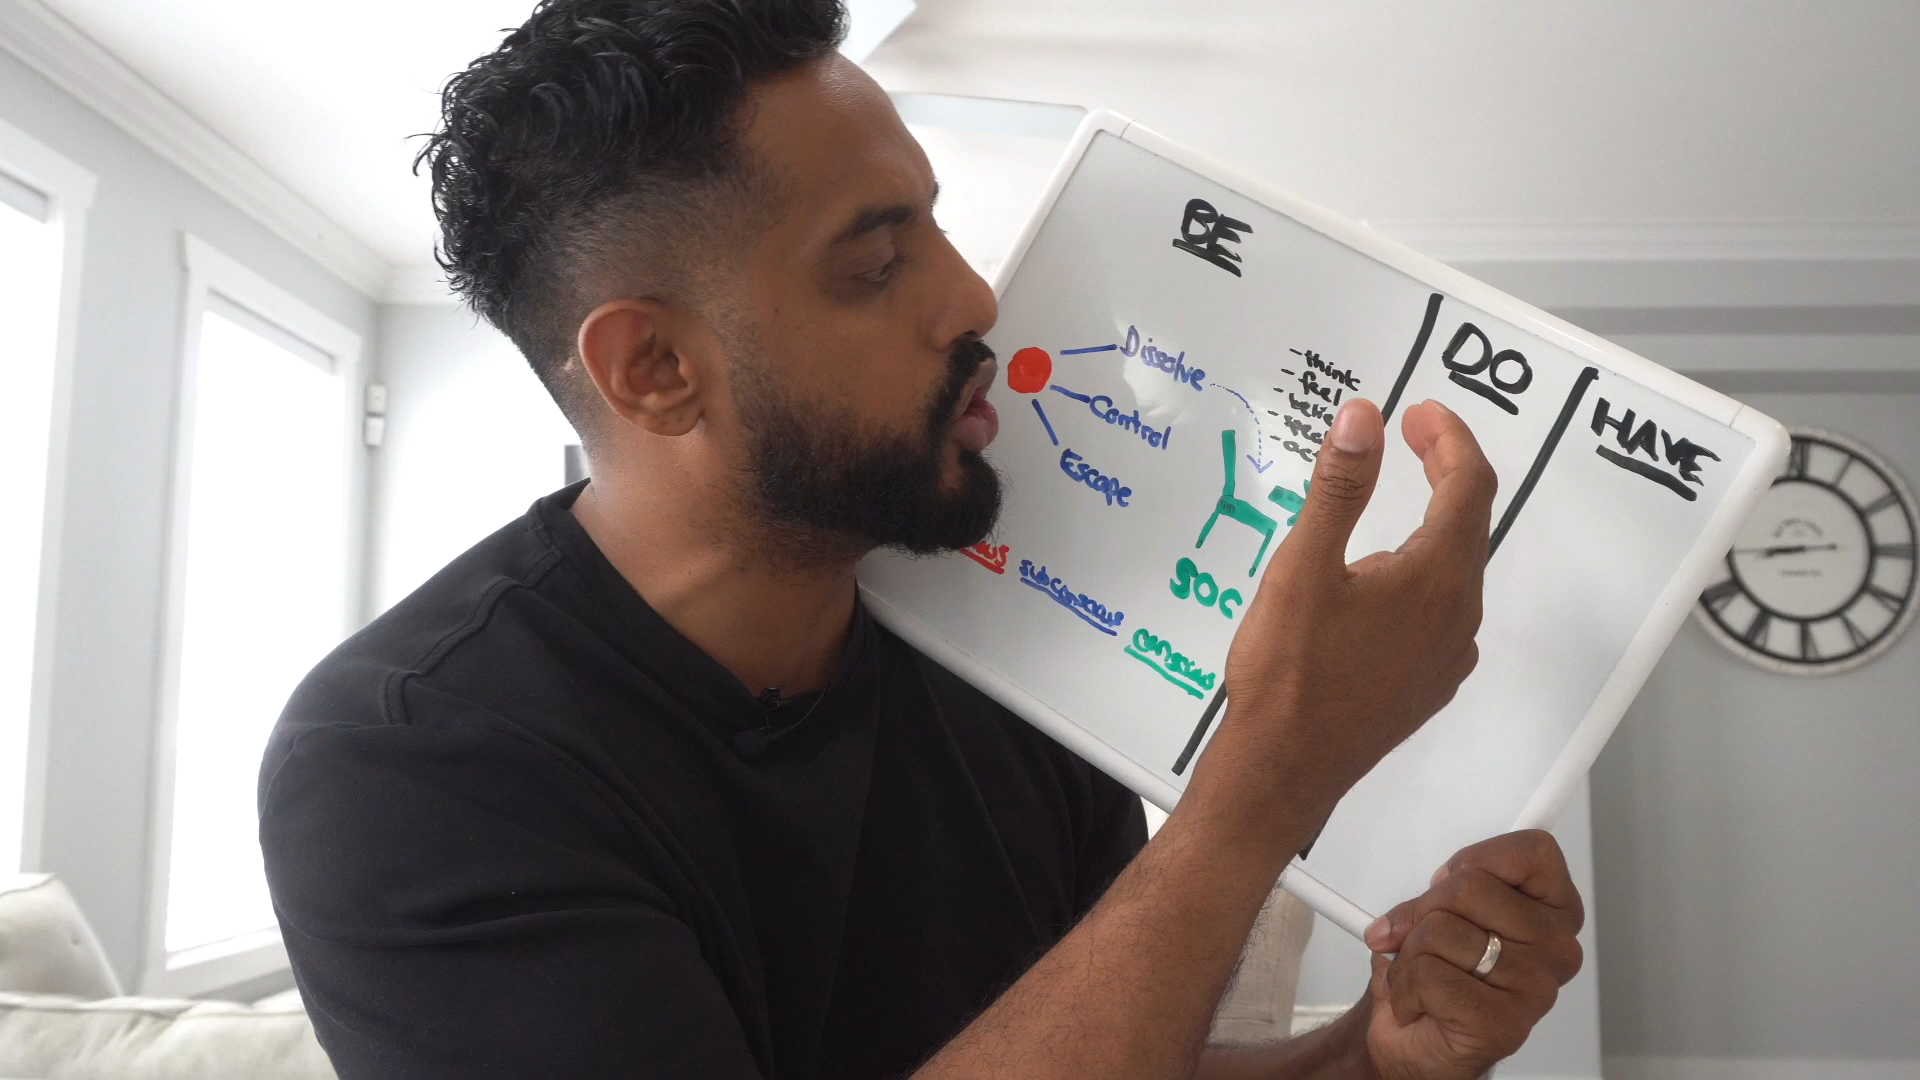 BE
DO
HAVE
Dissolve
Control
Escape
- think
- feel
SOC
subconscious
conscious